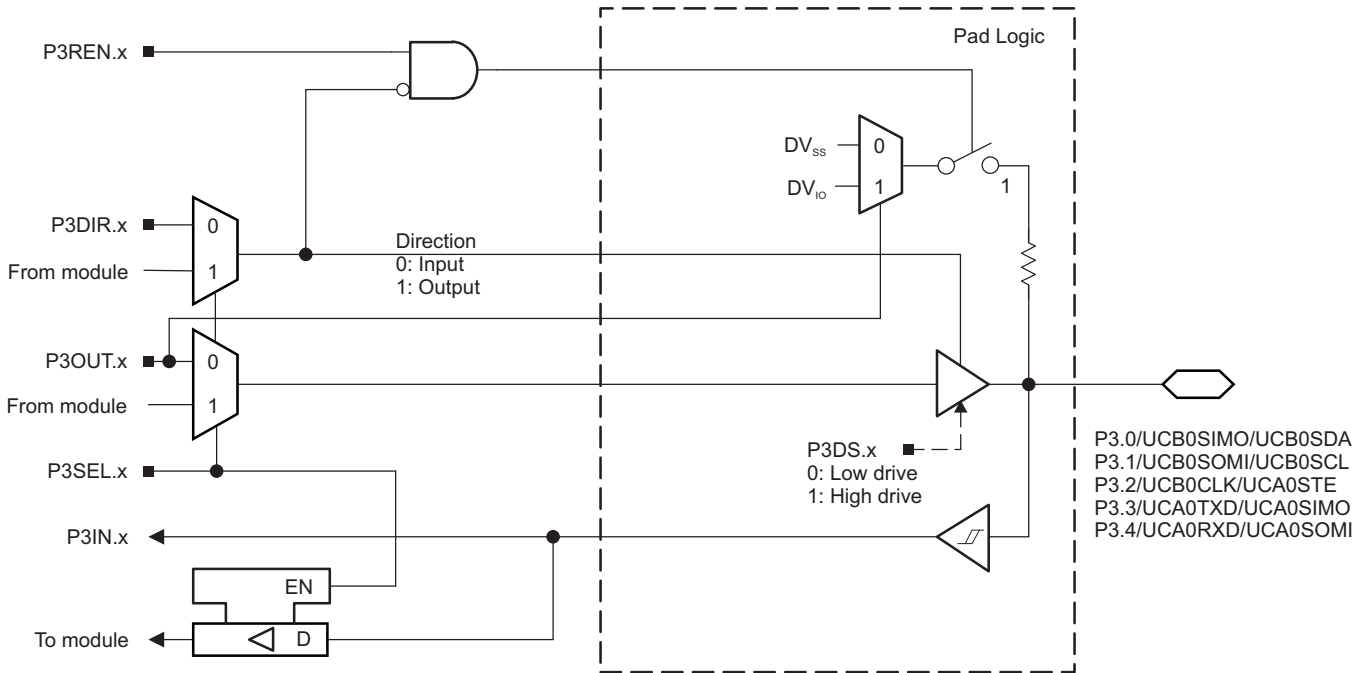 P3REN.x
Pad Logic
DVSS
0
DVIO
1
1
P3DIR.x
0
From module
1
Direction
0: Input
1: Output
P3OUT.x
0
From module
1
P3DS.x
0: Low drive
1: High drive
P3SEL.x
P3.0/UCB0SIMO/UCB0SDA
P3.1/UCB0SOMI/UCB0SCL
P3.2/UCB0CLK/UCA0STE
P3.3/UCA0TXD/UCA0SIMO
P3.4/UCA0RXD/UCA0SOMI
P3IN.x
EN
To module
D